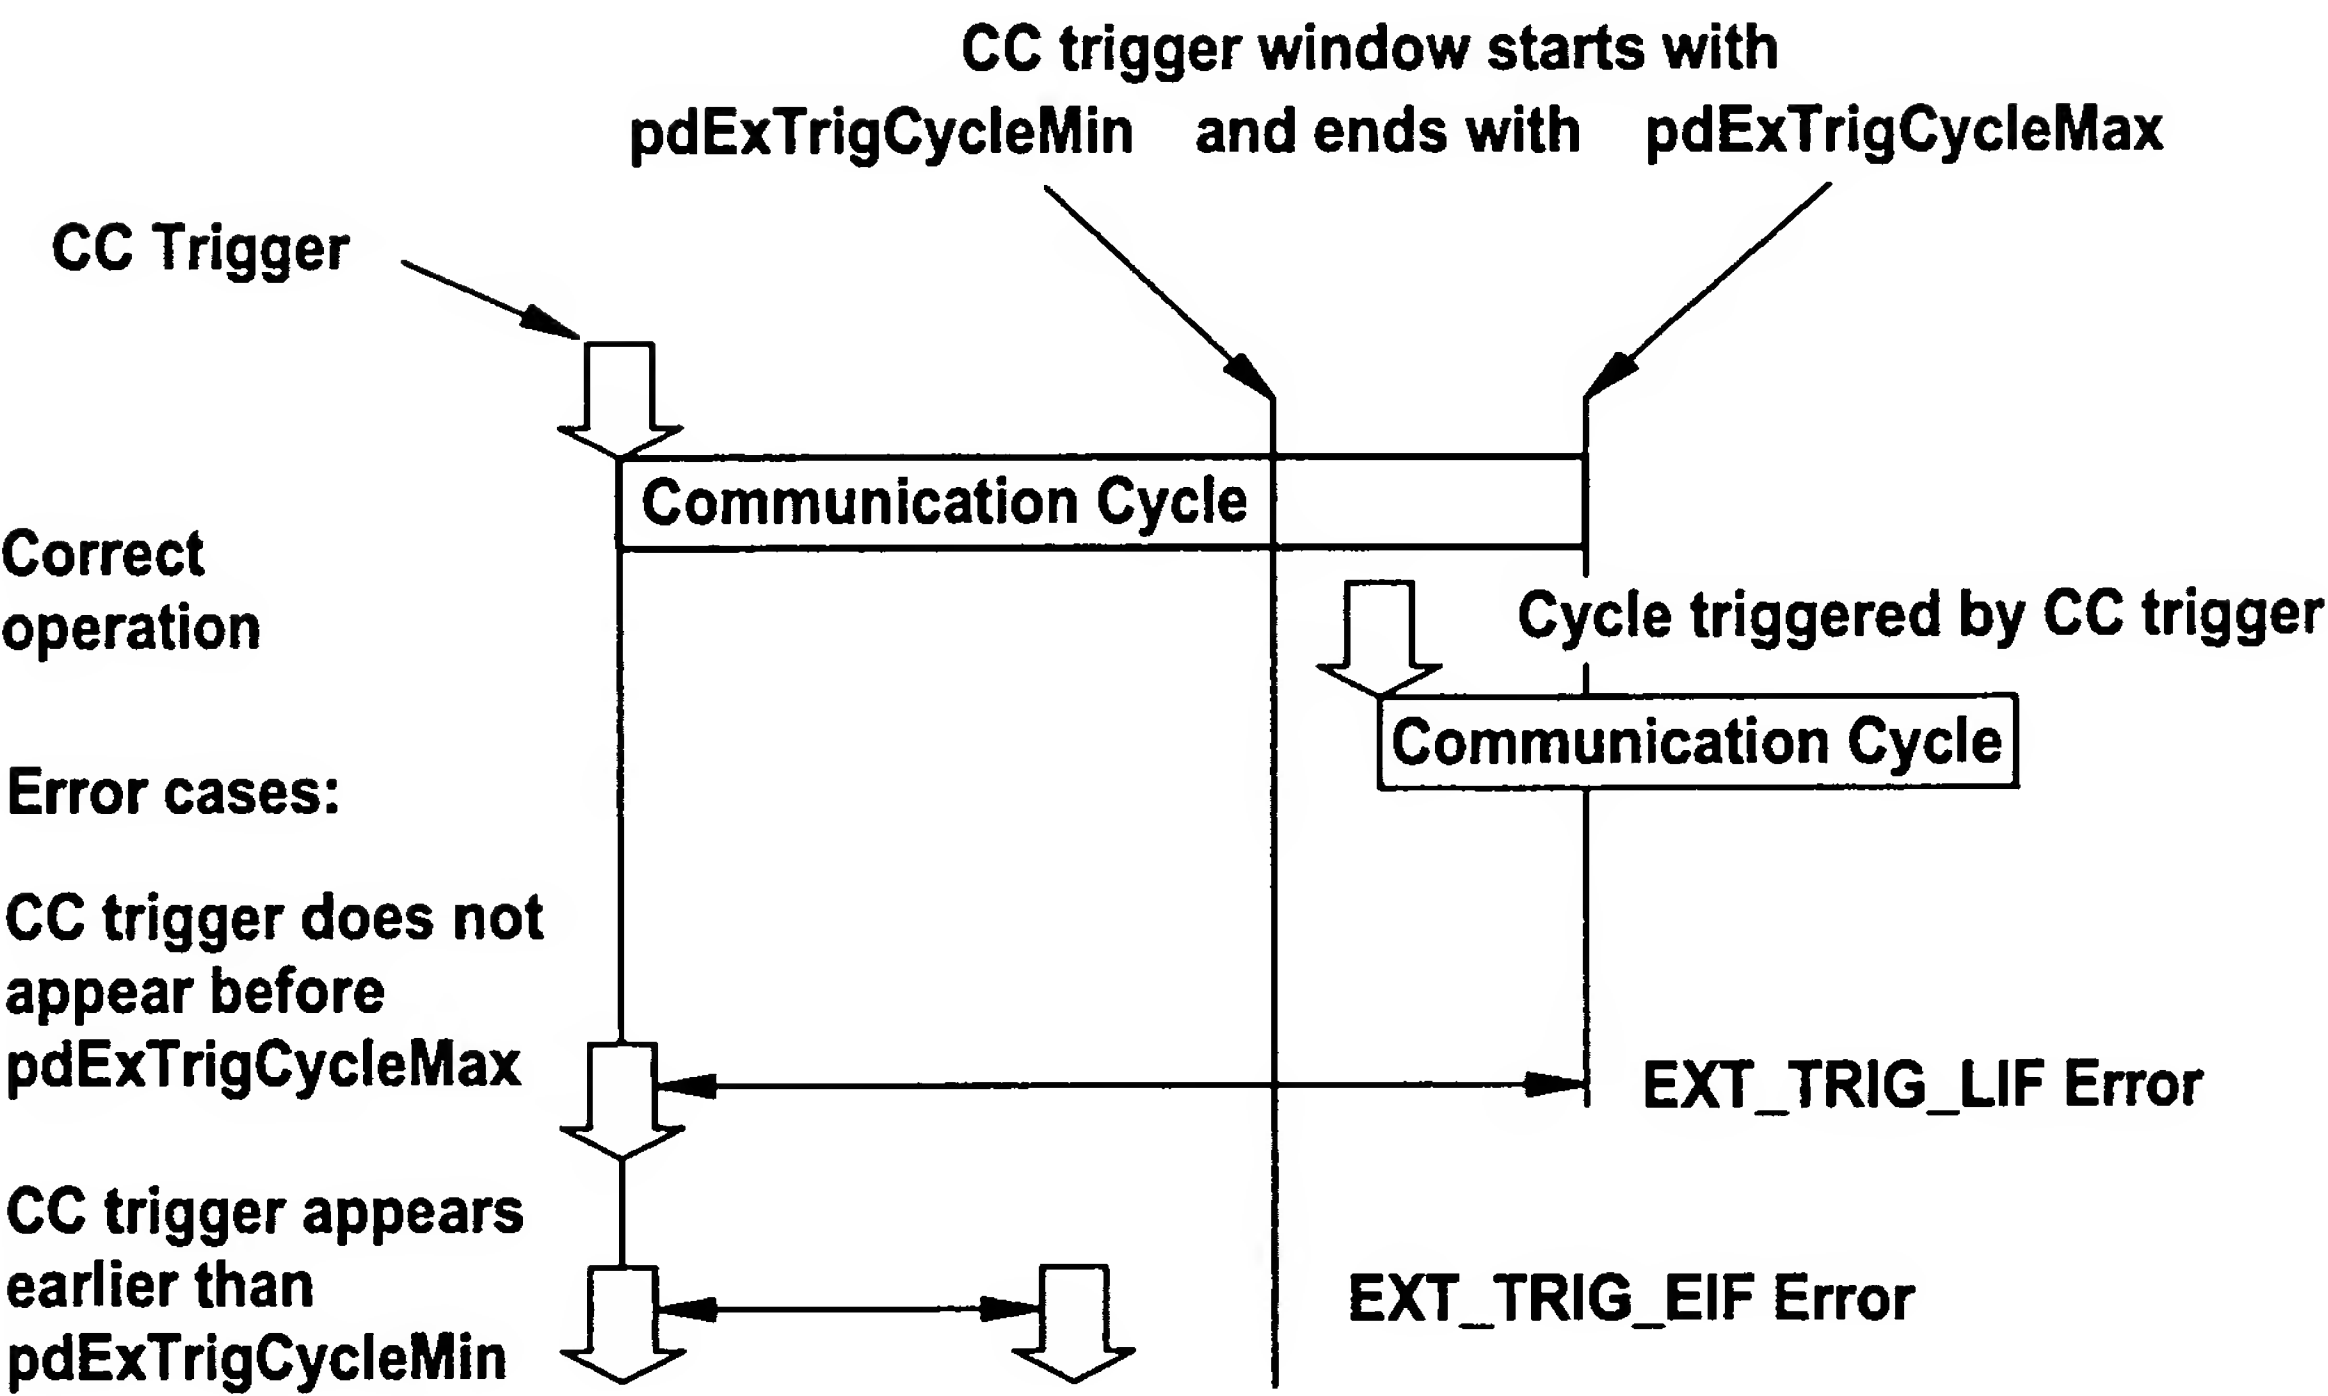 CC trigger window starts with
pdExTrigCycleMin and ends with pdExTrigCycleMax
CC Trigger
Communication Cycle
Correct
operation
Cycle triggered by CC trigger
Communication Cycle
Error cases:
CC trigger does not
appear before
pdExTrigCycleMax
EXT_TRIG_LIF Error
CC trigger appears
earlier than
pdExTrigCycleMin
EXT_TRIG_EIF Error